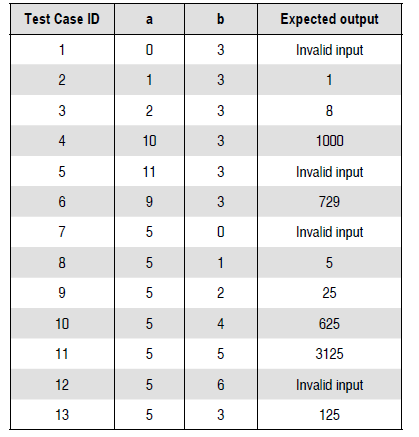 Test Case ID a b Expected output
1 0 3 Invalid input
2 1 3 1
3 2 3 8
4 10 3 1000
5 11 3 Invalid input
6 9 3 729
7 5 0 Invalid input
8 5 1 5
9 5 2 25
10 5 4 625
11 5 5 3125
12 5 6 Invalid input
13 5 3 125